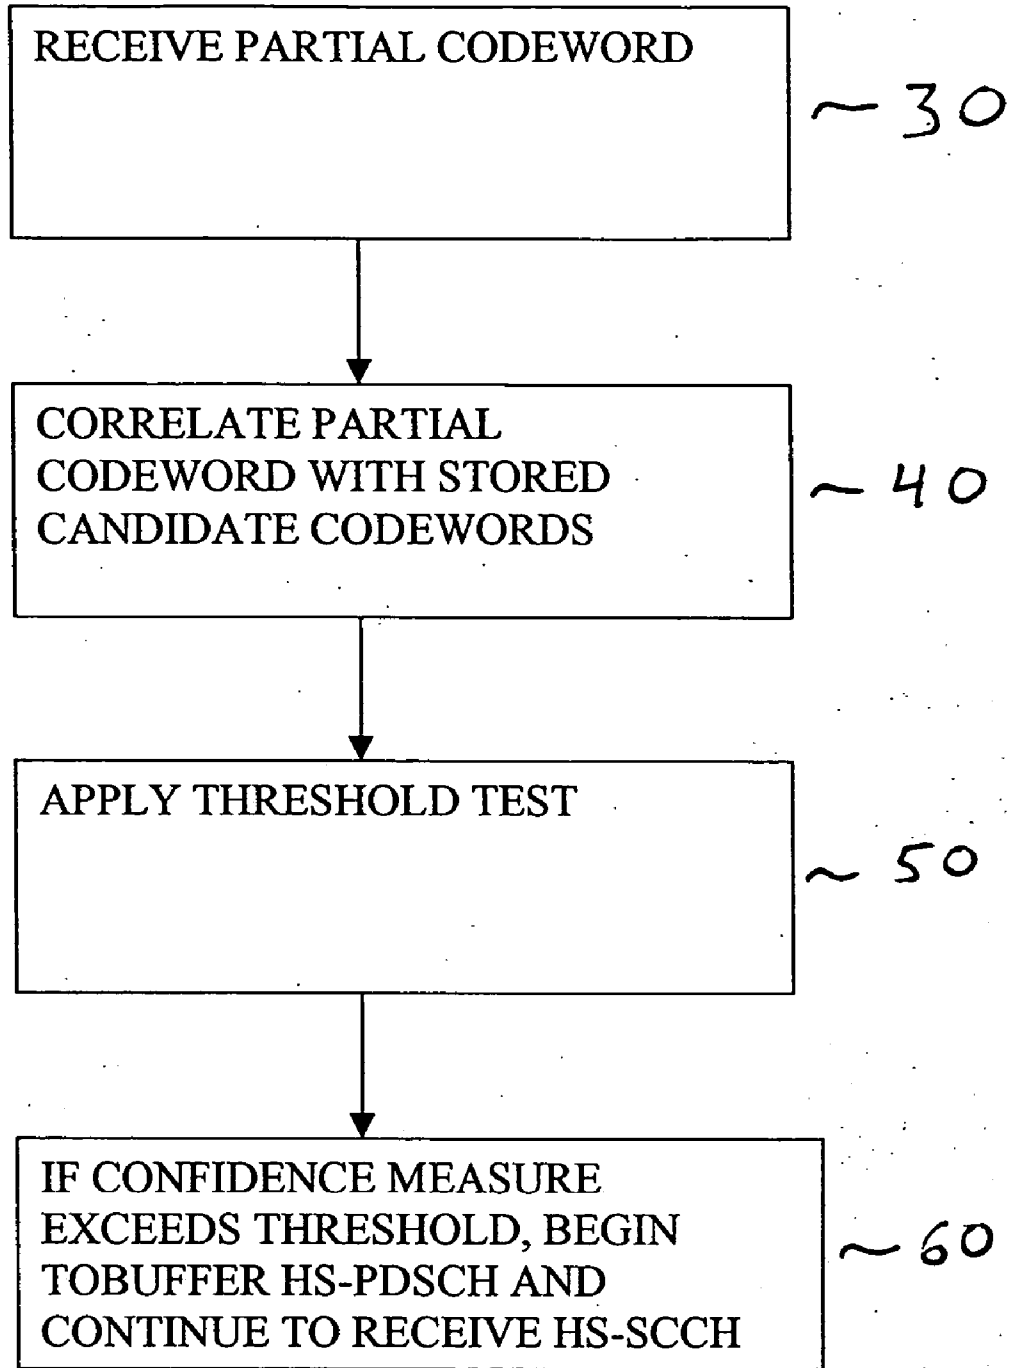 RECEIVE PARTIAL CODEWORD
~ 30
CORRELATE PARTIAL
CODEWORD WITH STORED
CANDIDATE CODEWORDS
~ 40
APPLY THRESHOLD TEST
~ 50
IF CONFIDENCE MEASURE
EXCEEDS THRESHOLD, BEGIN
TOBUFFER HS-PDSCH AND
CONTINUE TO RECEIVE HS-SCCH
~ 60